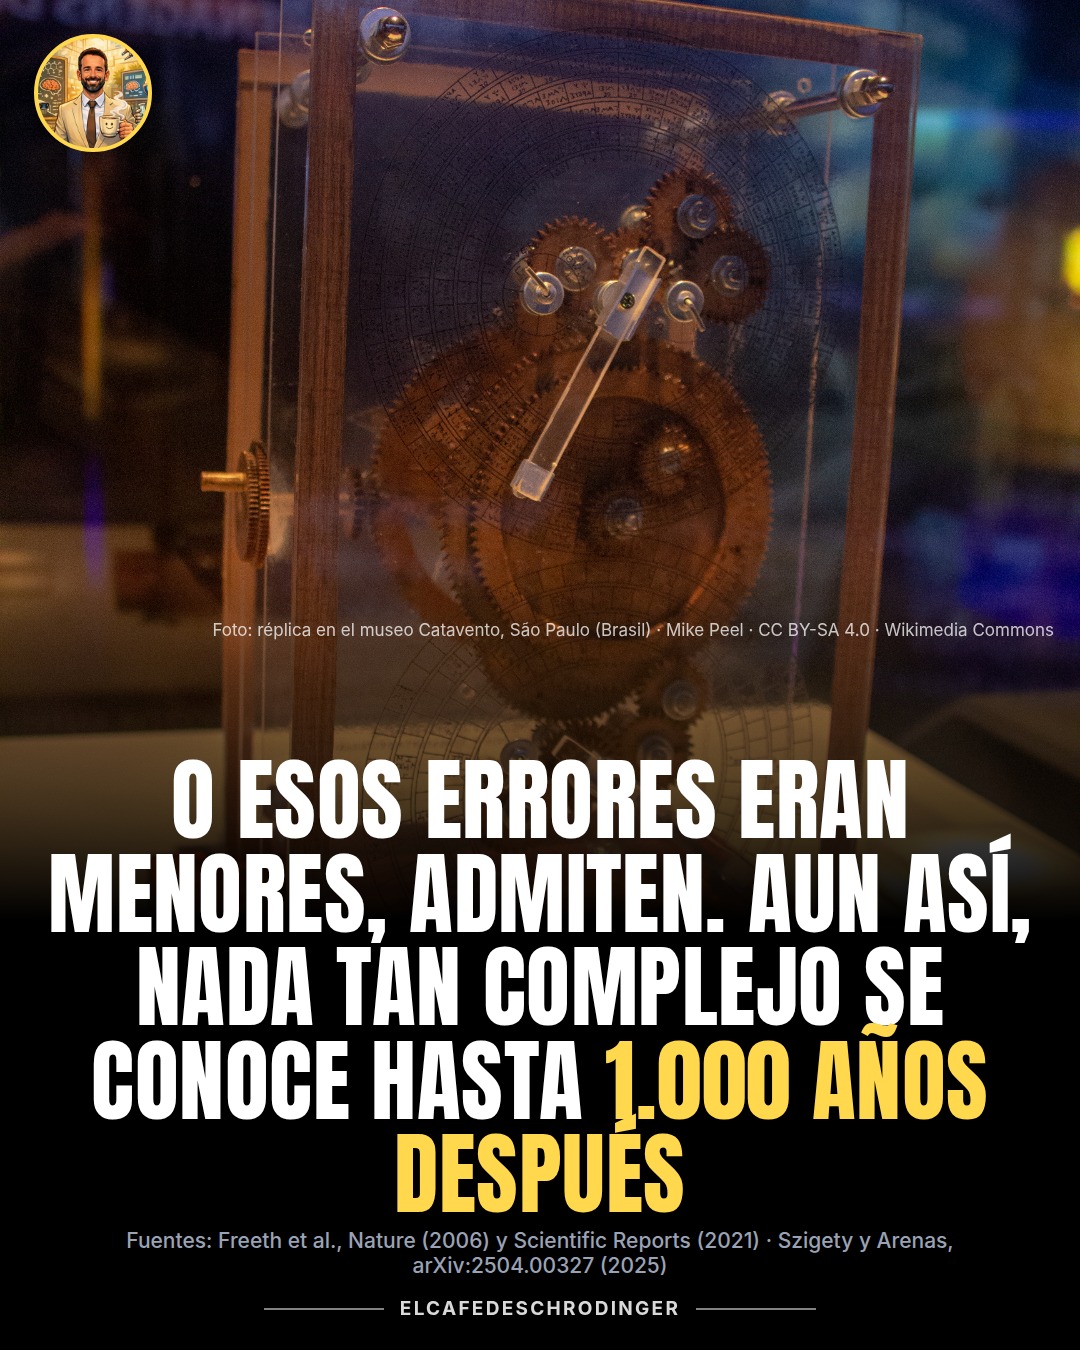 Foto: réplica en el museo Catavento, São Paulo (Brasil) · Mike Peel · CC BY-SA 4.0 · Wikimedia Commons
O ESOS ERRORES ERAN
MENORES, ADMITEN. AUN ASÍ,
NADA TAN COMPLEJO SE
CONOCE HASTA 1.000 AÑOS
DESPUÉS
Fuentes: Freeth et al., Nature (2006) y Scientific Reports (2021) · Szigety y Arenas,
arXiv:2504.00327 (2025)
ELCAFEDESCHRODINGER